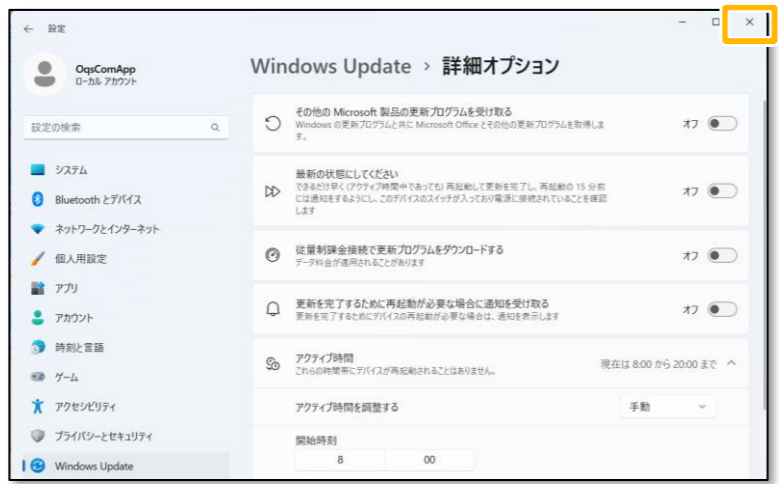 ← 設定
OqsComApp
ローカル アカウント
設定の検索
システム
Bluetooth とデバイス
ネットワークとインターネット
個人用設定
アプリ
アカウント
時刻と言語
ゲーム
アクセシビリティ
プライバシーとセキュリティ
Windows Update
Windows Update › 詳細オプション
その他の Microsoft 製品の更新プログラムを受け取る
Windows の更新プログラムと共に Microsoft Office とその他の更新プログラムを取得しま
す。
オフ
最新の状態にしてください
できるだけ早く (アクティブ時間中であっても) 再起動して更新を完了し、再起動の 15 分前
には通知をするようにし、このデバイスのスイッチが入っており電源に接続されていることを確認
します
オフ
従量制課金接続で更新プログラムをダウンロードする
データ料金が適用されることがあります
オフ
更新を完了するために再起動が必要な場合に通知を受け取る
更新を完了するためにデバイスの再起動が必要な場合は、通知を表示します
オフ
アクティブ時間
これらの時間帯にデバイスが再起動されることはありません。
現在は 8:00 から 20:00 まで
アクティブ時間を調整する
手動
開始時刻
8 00